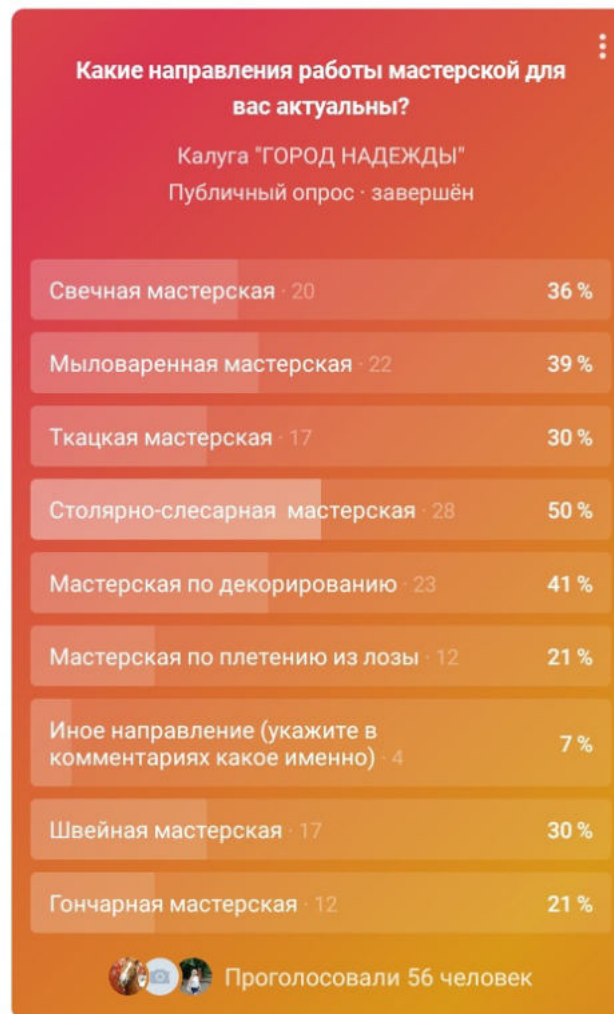 Какие направления работы мастерской для
вас актуальны?
Калуга "ГОРОД НАДЕЖДЫ"
Публичный опрос · завершён
Свечная мастерская · 20 36 %
Мыловаренная мастерская · 22 39 %
Ткацкая мастерская · 17 30 %
Столярно-слесарная мастерская · 28 50 %
Мастерская по декорированию · 23 41 %
Мастерская по плетению из лозы · 12 21 %
Иное направление (укажите в
комментариях какое именно) · 4 7 %
Швейная мастерская · 17 30 %
Гончарная мастерская · 12 21 %
Проголосовали 56 человек